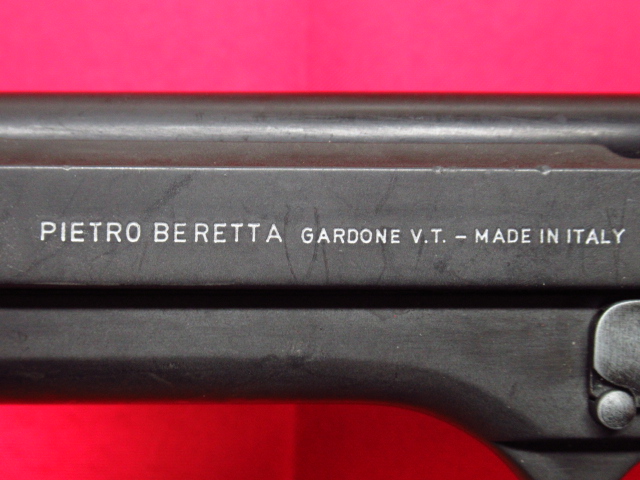 PIETRO BERETTA GARDONE V.T. – MADE IN ITALY